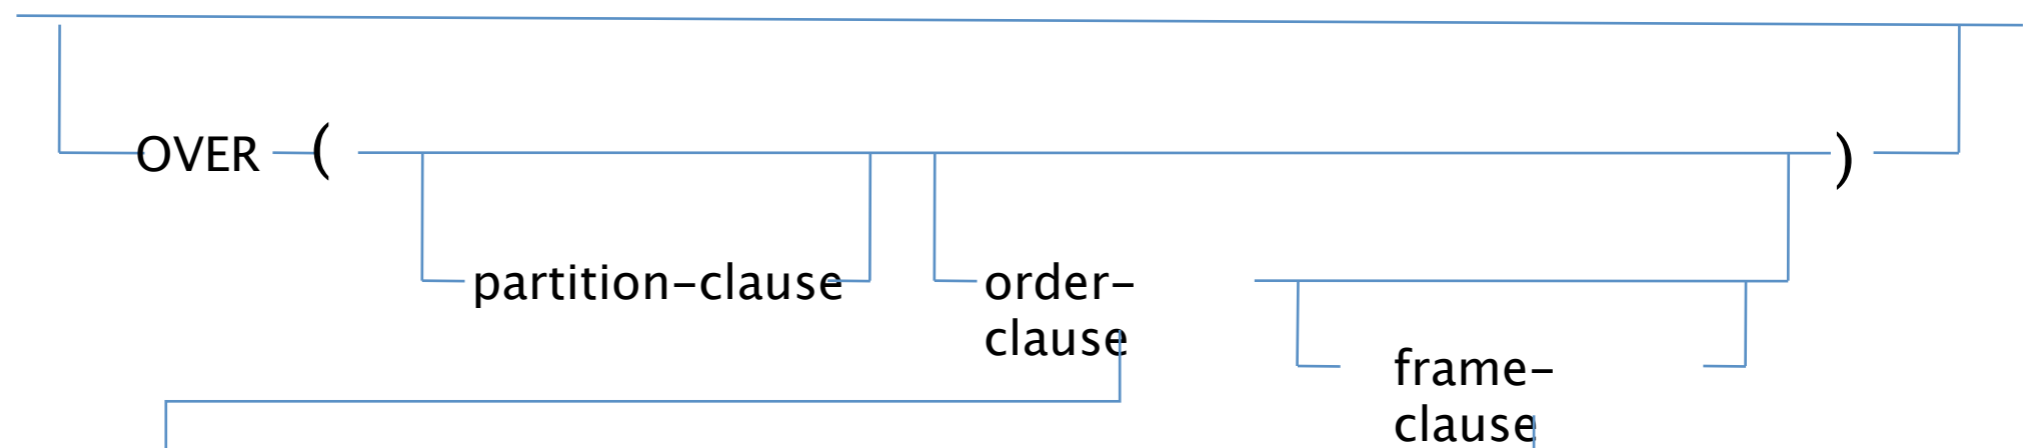 OVER ( )
partition-clause
order-
clause
frame-
clause